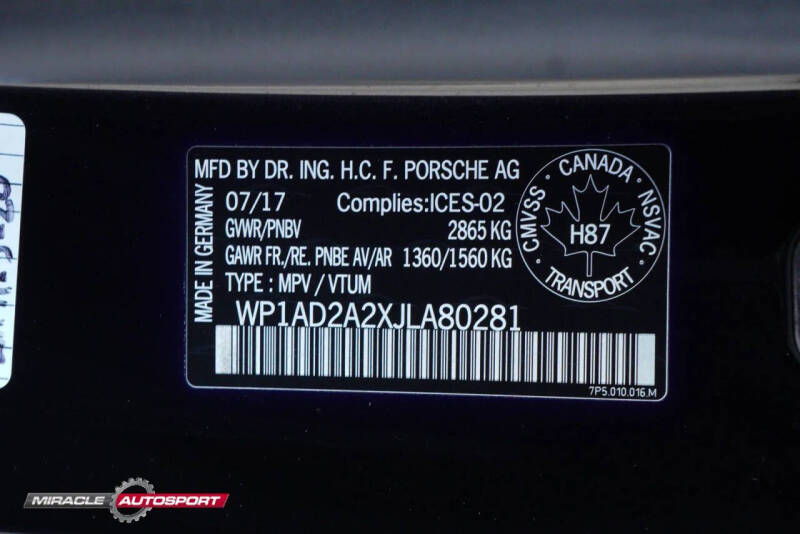 MFD BY DR. ING. H.C. F. PORSCHE AG
07/17 Complies:ICES-02
GVWR/PNBV 2865 KG
GAWR FR./RE. PNBE AV/AR 1360/1560 KG
TYPE : MPV / VTUM
WP1AD2A2XJLA80281
7P5.010.016.M
MADE IN GERMANY
CANADA
CMVSS
NSVAC
H87
TRANSPORT
MIRACLE AUTOSPORT